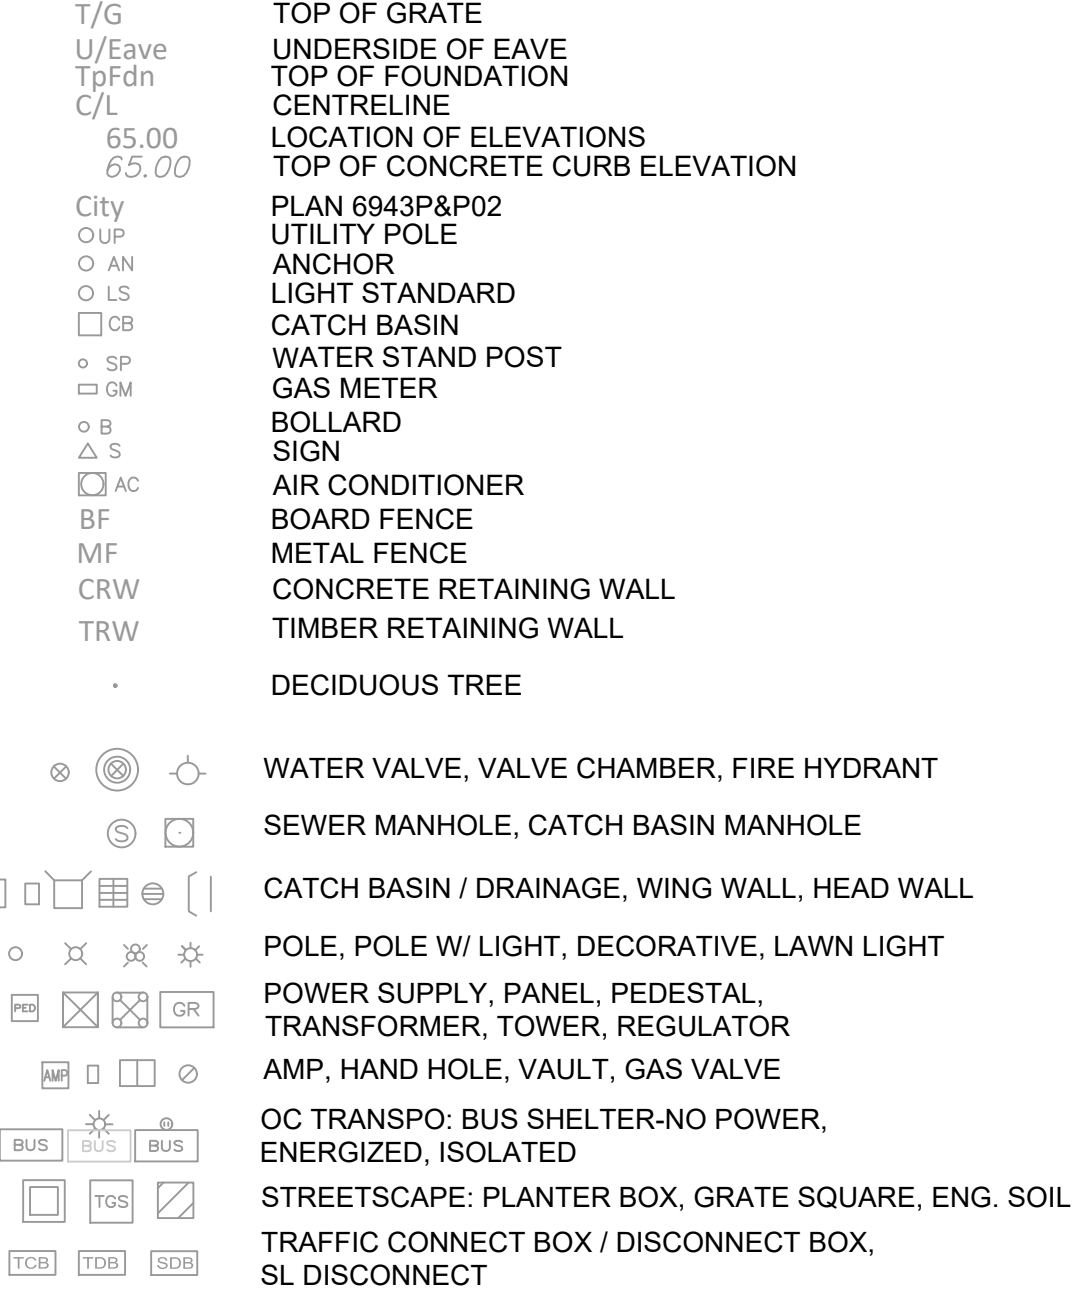 T/G TOP OF GRATE
U/Eave UNDERSIDE OF EAVE
TpFdn TOP OF FOUNDATION
C/L CENTRELINE
65.00 LOCATION OF ELEVATIONS
65.00 TOP OF CONCRETE CURB ELEVATION
City PLAN 6943P&P02
UP UTILITY POLE
AN ANCHOR
LS LIGHT STANDARD
CB CATCH BASIN
SP WATER STAND POST
GM GAS METER
B BOLLARD
S SIGN
AC AIR CONDITIONER
BF BOARD FENCE
MF METAL FENCE
CRW CONCRETE RETAINING WALL
TRW TIMBER RETAINING WALL
DECIDUOUS TREE
WATER VALVE, VALVE CHAMBER, FIRE HYDRANT
S SEWER MANHOLE, CATCH BASIN MANHOLE
CATCH BASIN / DRAINAGE, WING WALL, HEAD WALL
POLE, POLE W/ LIGHT, DECORATIVE, LAWN LIGHT
PED GR POWER SUPPLY, PANEL, PEDESTAL,
TRANSFORMER, TOWER, REGULATOR
AMP AMP, HAND HOLE, VAULT, GAS VALVE
BUS BUS BUS OC TRANSPO: BUS SHELTER-NO POWER,
ENERGIZED, ISOLATED
TGS STREETSCAPE: PLANTER BOX, GRATE SQUARE, ENG. SOIL
TCB TDB SDB TRAFFIC CONNECT BOX / DISCONNECT BOX,
SL DISCONNECT